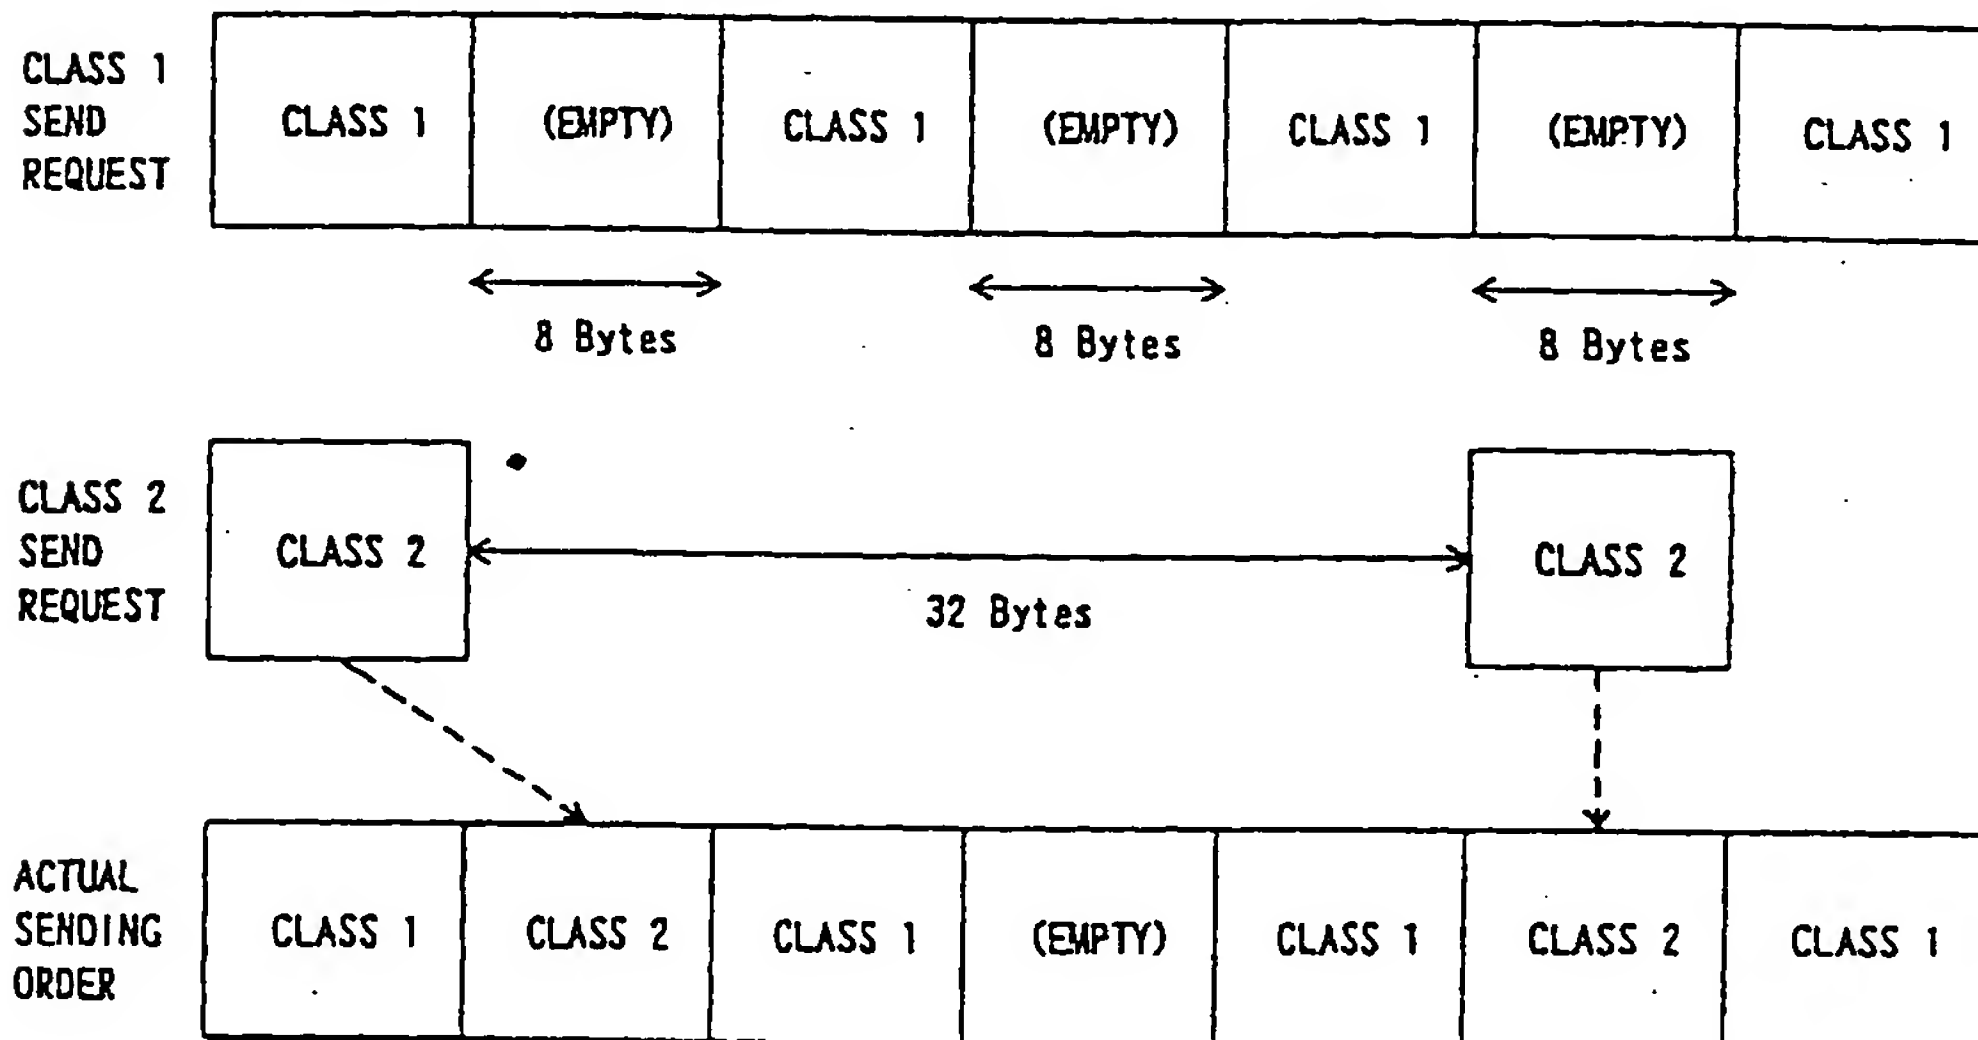 CLASS 1
SEND
REQUEST
CLASS 1 (EMPTY) CLASS 1 (EMPTY) CLASS 1 (EMPTY) CLASS 1
8 Bytes 8 Bytes 8 Bytes
CLASS 2
SEND
REQUEST
CLASS 2 CLASS 2
32 Bytes
ACTUAL
SENDING
ORDER
CLASS 1 CLASS 2 CLASS 1 (EMPTY) CLASS 1 CLASS 2 CLASS 1